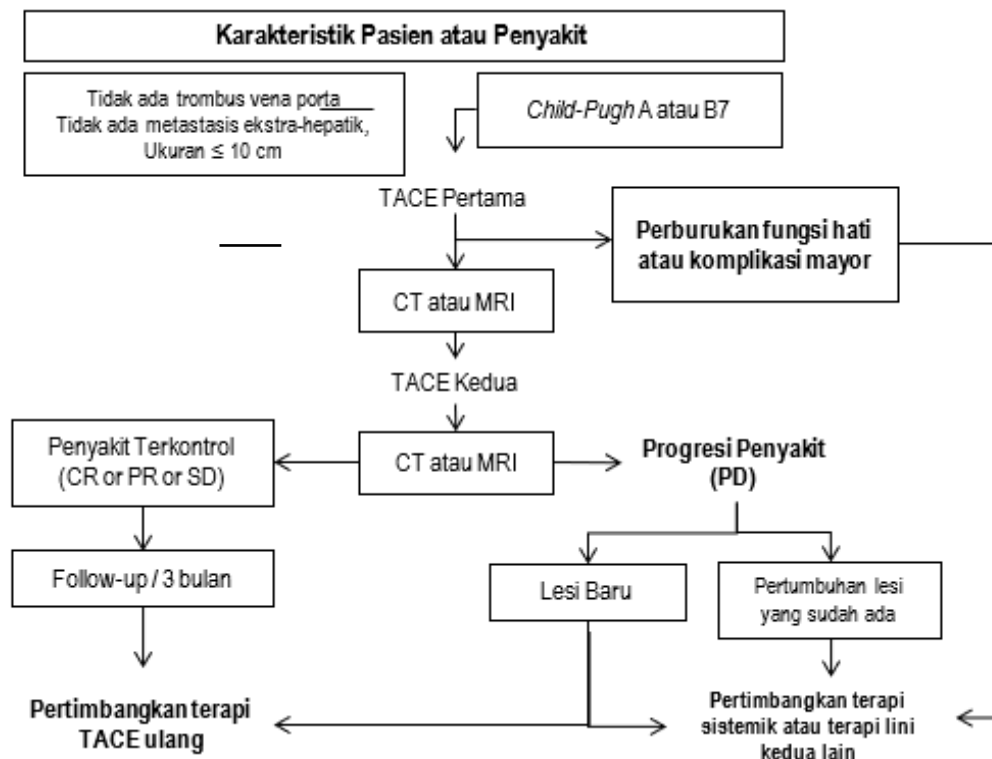 Karakteristik Pasien atau Penyakit
Tidak ada trombus vena porta
Tidak ada metastasis ekstra-hepatik,
Ukuran ≤ 10 cm
Child-Pugh A atau B7
TACE Pertama
Perburukan fungsi hati
atau komplikasi mayor
CT atau MRI
TACE Kedua
Penyakit Terkontrol
(CR or PR or SD)
CT atau MRI
Progresi Penyakit
(PD)
Follow-up / 3 bulan
Lesi Baru
Pertumbuhan lesi
yang sudah ada
Pertimbangkan terapi
TACE ulang
Pertimbangkan terapi
sistemik atau terapi lini
kedua lain